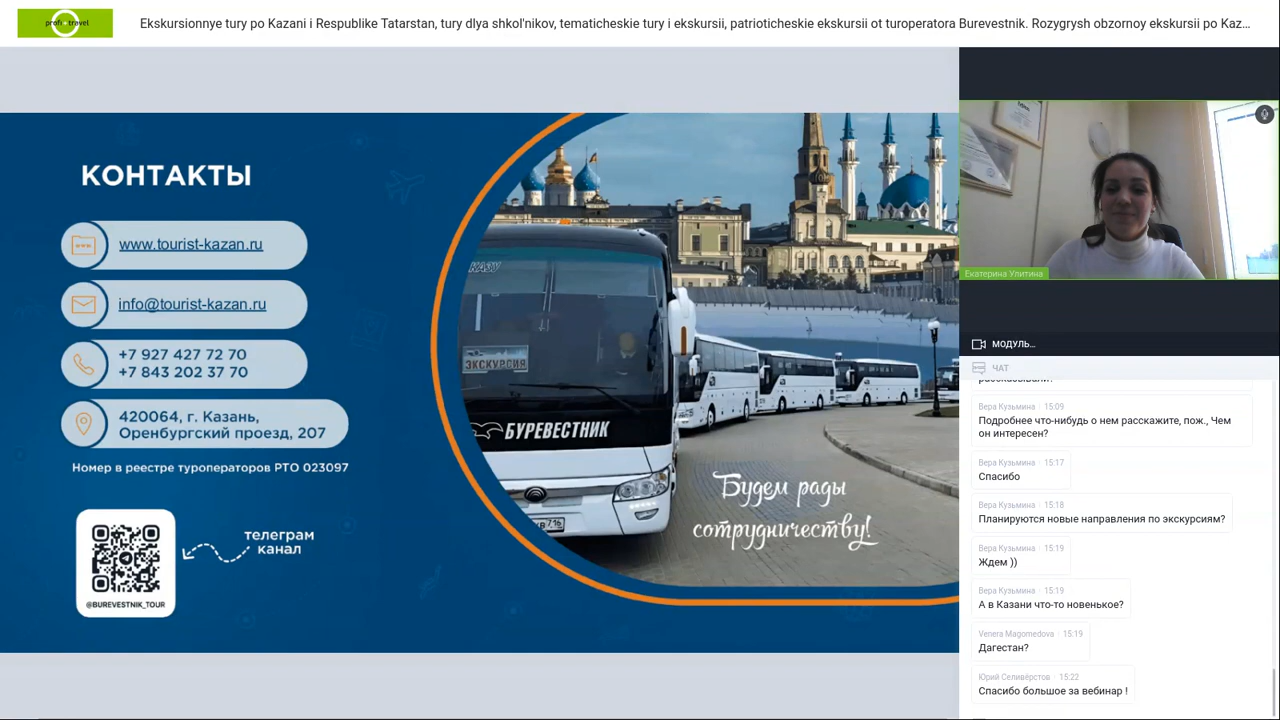 profi travel
Ekskursionnye tury po Kazani i Respublike Tatarstan, tury dlya shkol'nikov, tematicheskie tury i ekskursii, patrioticheskie ekskursii ot turoperatora Burevestnik. Rozygrysh obzornoy ekskursii po Kaz...
КОНТАКТЫ
www.tourist-kazan.ru
info@tourist-kazan.ru
+7 927 427 72 70
+7 843 202 37 70
420064, г. Казань,
Оренбургский проезд, 207
Номер в реестре туроператоров РТО 023097
телеграм
канал
@BUREVESTNIK_TOUR
ЭКСКУРСИЯ
БУРЕВЕСТНИК
Будем рады
сотрудничеству!
Екатерина Улитина
МОДУЛЬ...
ЧАТ
Вера Кузьмина 15:09
Подробнее что-нибудь о нем расскажите, пож., Чем
он интересен?
Вера Кузьмина 15:17
Спасибо
Вера Кузьмина 15:18
Планируются новые направления по экскурсиям?
Вера Кузьмина 15:19
Ждем ))
Вера Кузьмина 15:19
А в Казани что-то новенькое?
Venera Magomedova 15:19
Дагестан?
Юрий Селивёрстов 15:22
Спасибо большое за вебинар !